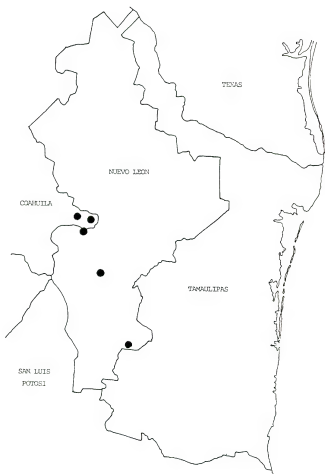 TEXAS
NUEVO LEON
COAHUILA
TAMAULIPAS
SAN LUIS
POTOSI